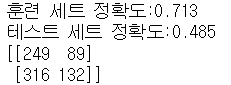 훈련 세트 정확도:0.713
테스트 세트 정확도:0.485
[[249  89]
 [316 132]]